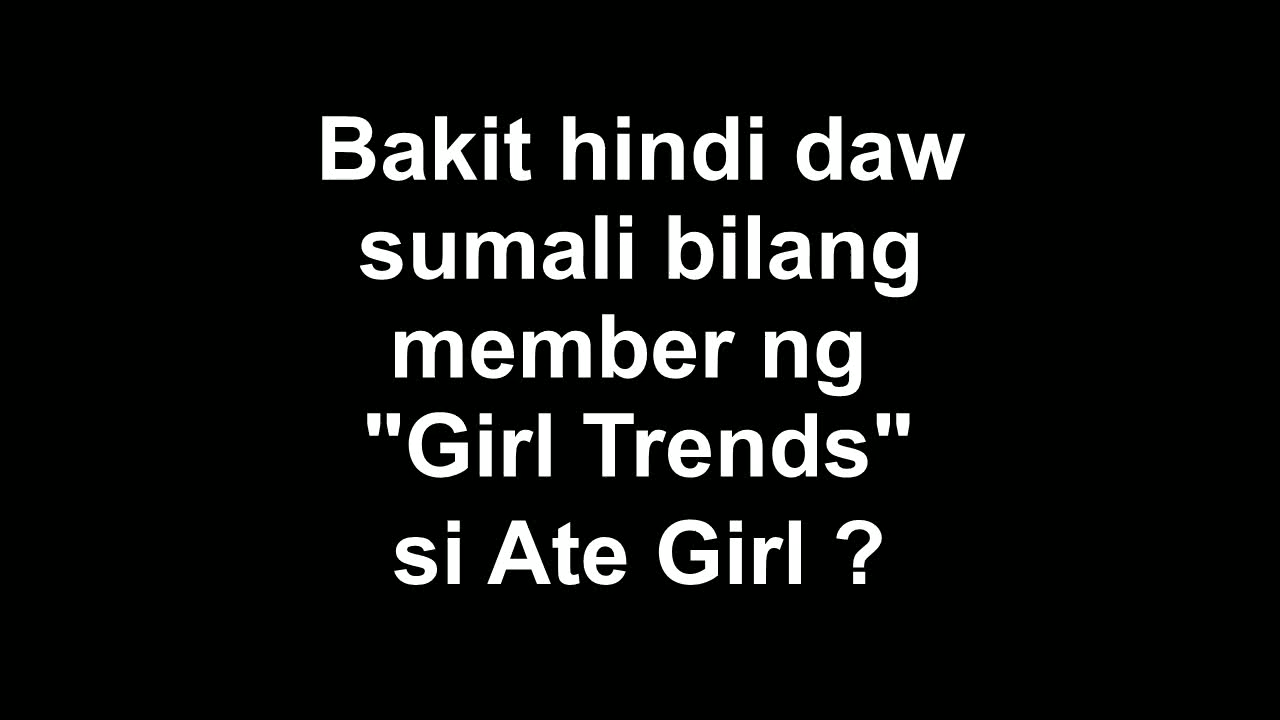 Bakit hindi daw
sumali bilang
member ng
"Girl Trends"
si Ate Girl ?